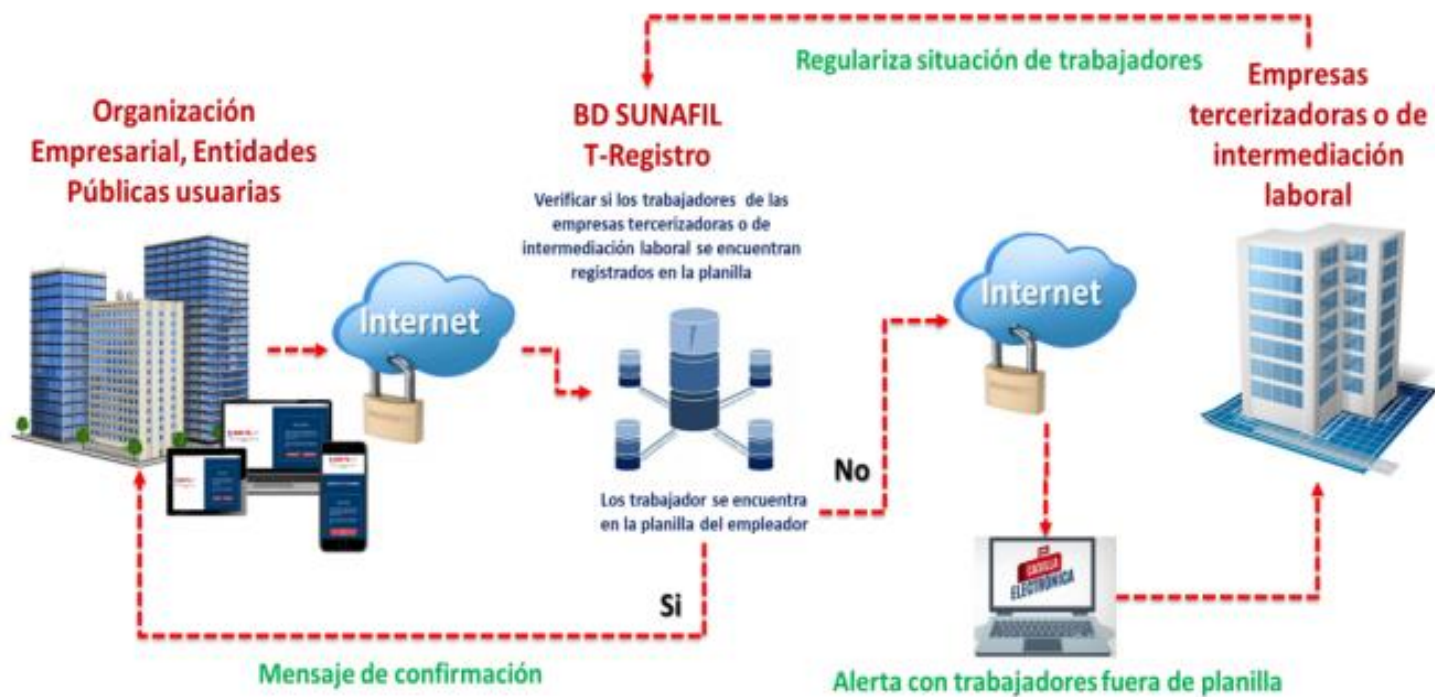 Regulariza situación de trabajadores
Organización
Empresarial, Entidades
Públicas usuarias
BD SUNAFIL
T-Registro
Verificar si los trabajadores de las
empresas tercerizadoras o de
intermediación laboral se encuentran
registrados en la planilla
Empresas
tercerizadoras o de
intermediación
laboral
Internet
Internet
Los trabajador se encuentra
en la planilla del empleador
No
Si
CASILLA
ELECTRÓNICA
Mensaje de confirmación
Alerta con trabajadores fuera de planilla